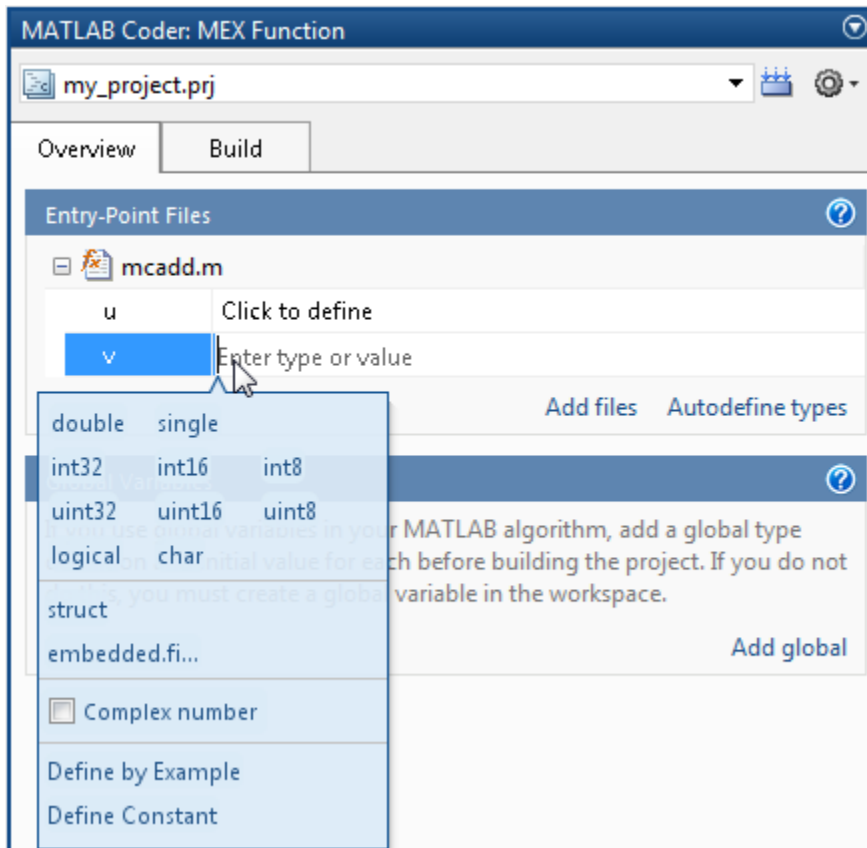 MATLAB Coder: MEX Function
my_project.prj
Overview Build
Entry-Point Files
mcadd.m
u Click to define
v Enter type or value
Add files Autodefine types
double single
int32 int16 int8
uint32 uint16 uint8
logical char
struct
embedded.fi...
Complex number
Define by Example
Define Constant
Global Variables
If you use global variables in your MATLAB algorithm, add a global type
on initial value for each before building the project. If you do not
this, you must create a global variable in the workspace.
Add global